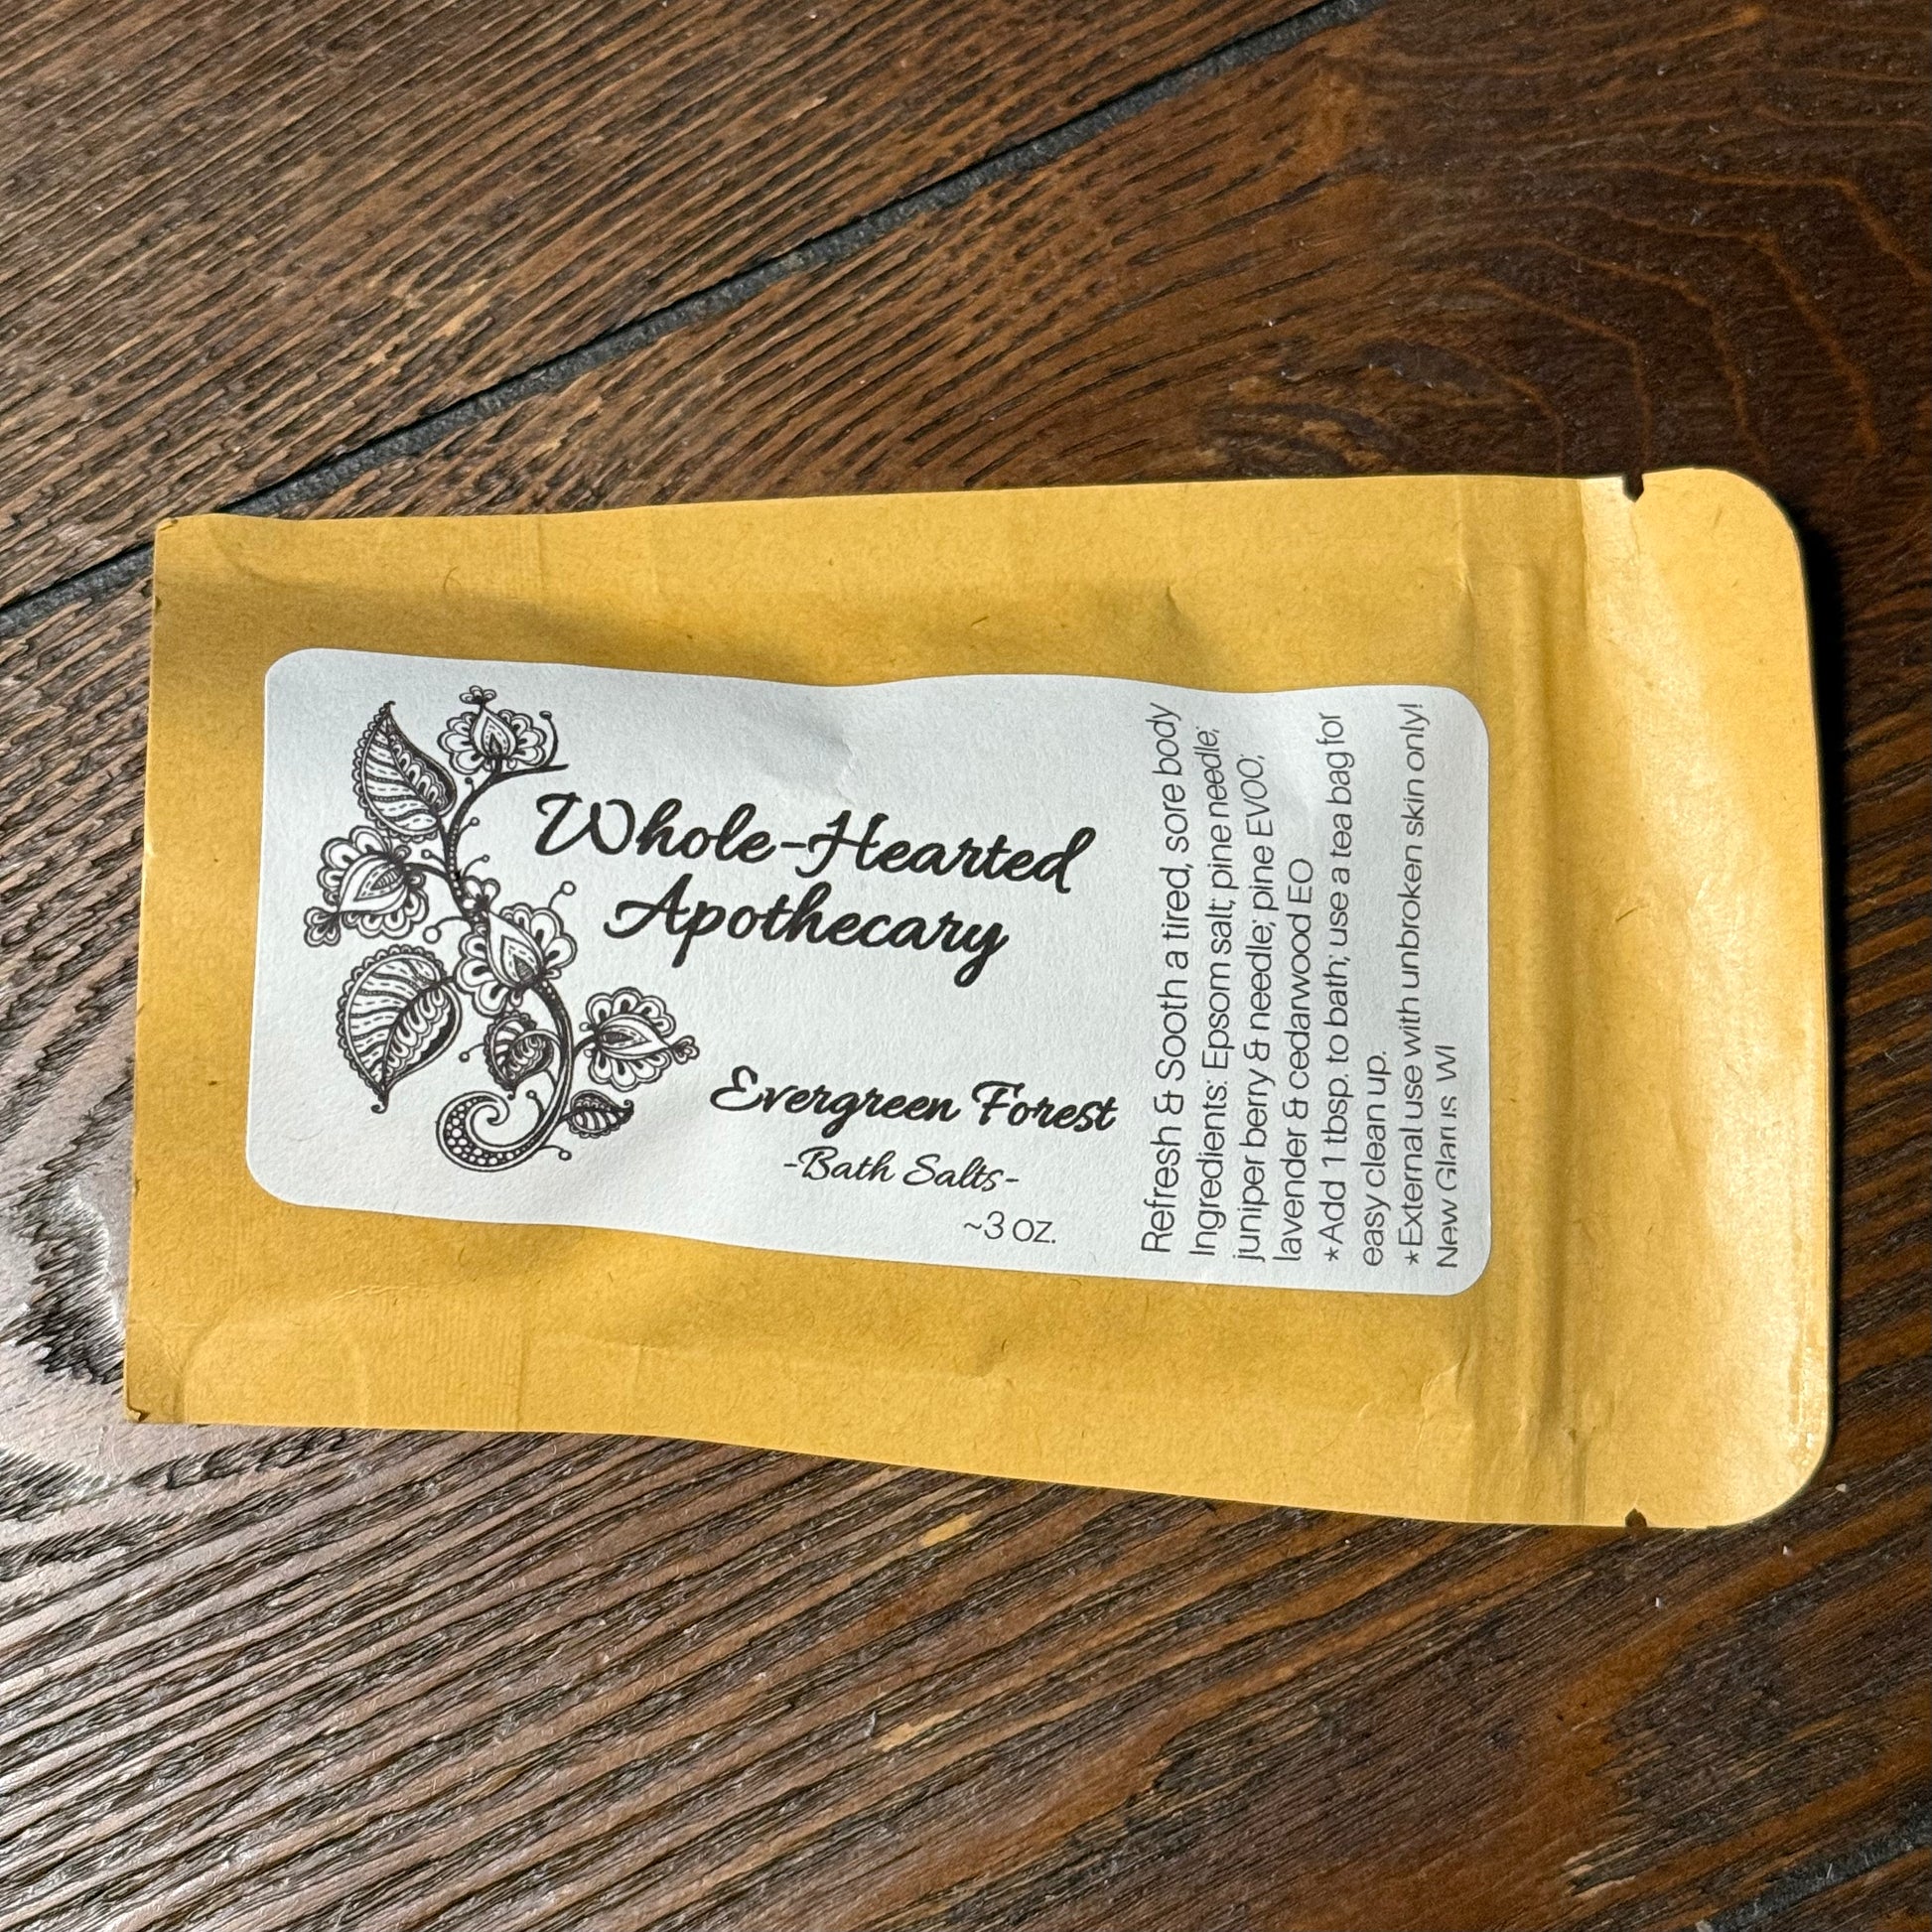 Whole-Hearted
Apothecary
Evergreen Forest
-Bath Salts-
~3 oz.
Refresh & Sooth a tired, sore body
Ingredients: Epsom salt; pine needle;
juniper berry & needle; pine EVOO;
lavender & cedarwood EO
*Add 1 tbsp. to bath; use a tea bag for
easy clean up.
*External use with unbroken skin only!
New Glarus WI